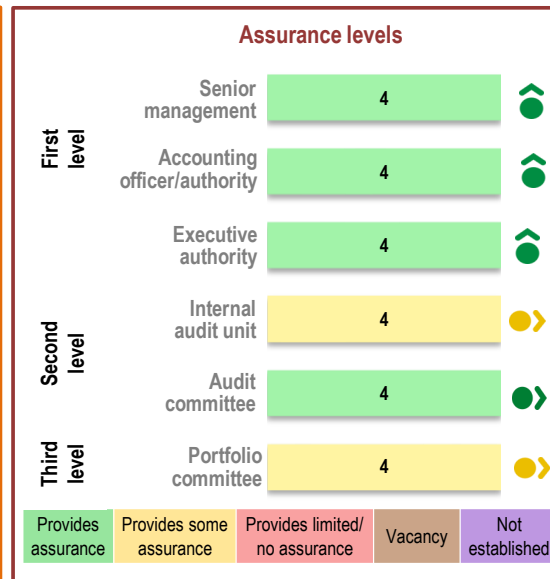 Assurance levels
First
level
Senior
management
4
Accounting
officer/authority
4
Executive
authority
4
Second
level
Internal
audit unit
4
Audit
committee
4
Third
level
Portfolio
committee
4
Provides
assurance
Provides some
assurance
Provides limited/
no assurance
Vacancy
Not
established